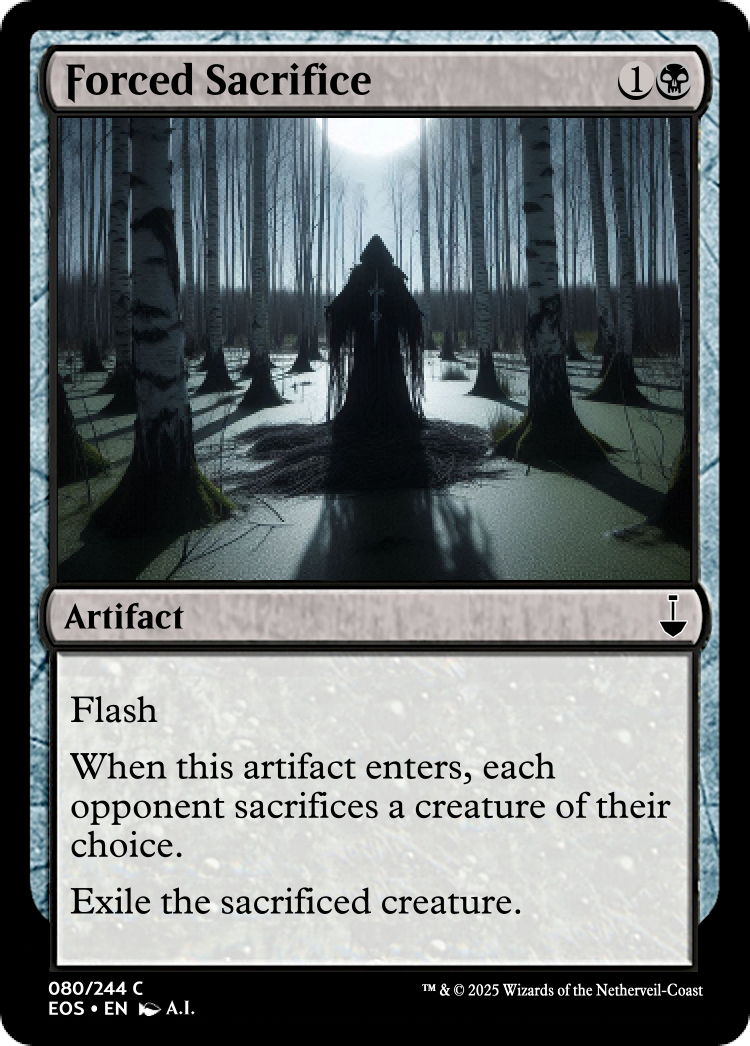 Forced Sacrifice 1
Artifact
Flash
When this artifact enters, each
opponent sacrifices a creature of their
choice.
Exile the sacrificed creature.
080/244 C
™ & © 2025 Wizards of the Netherveil-Coast
EOS • EN A.I.